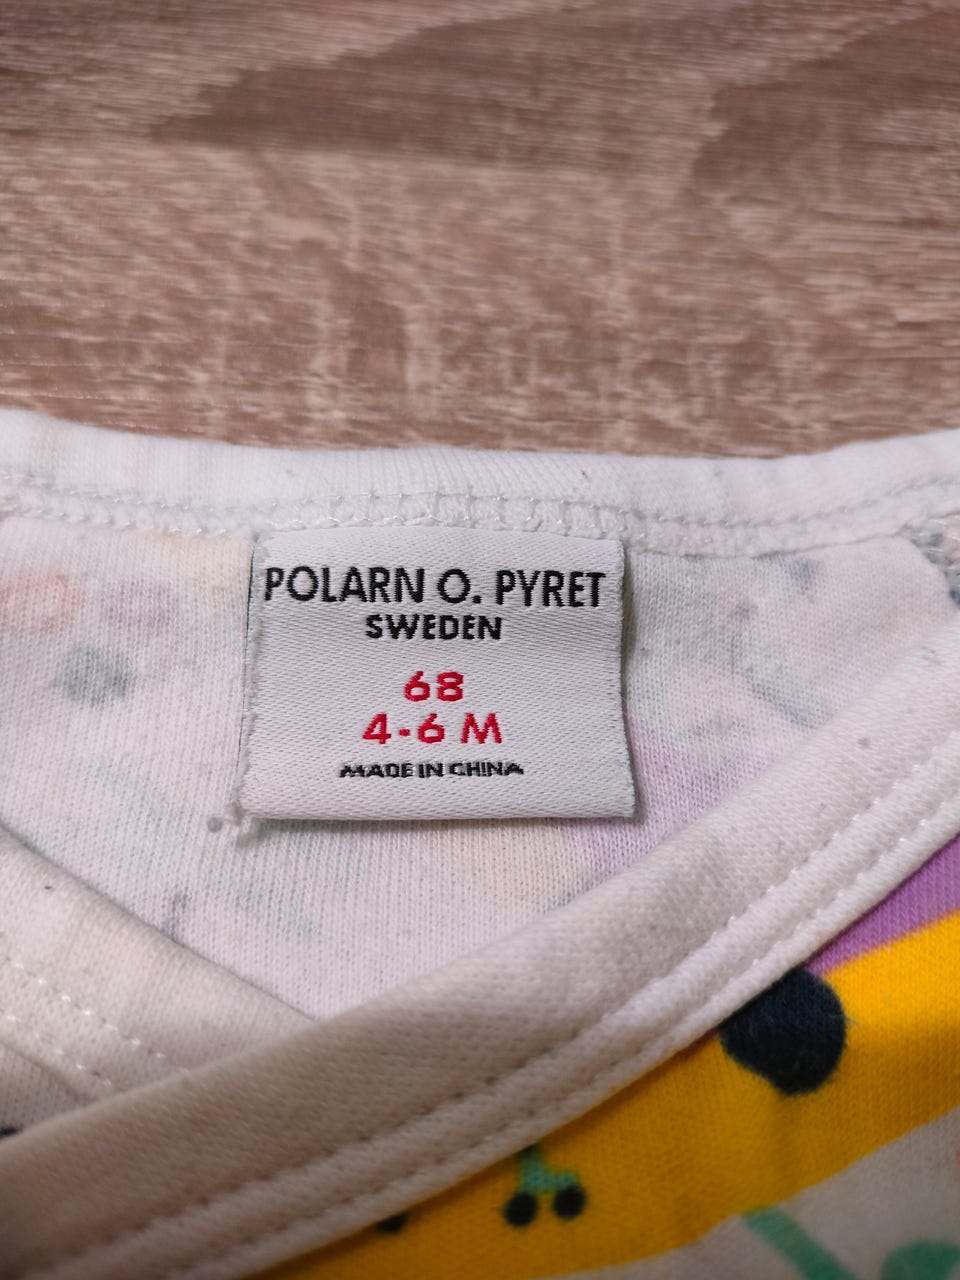 POLARN O. PYRET
SWEDEN
68
4-6 M
MADE IN CHINA